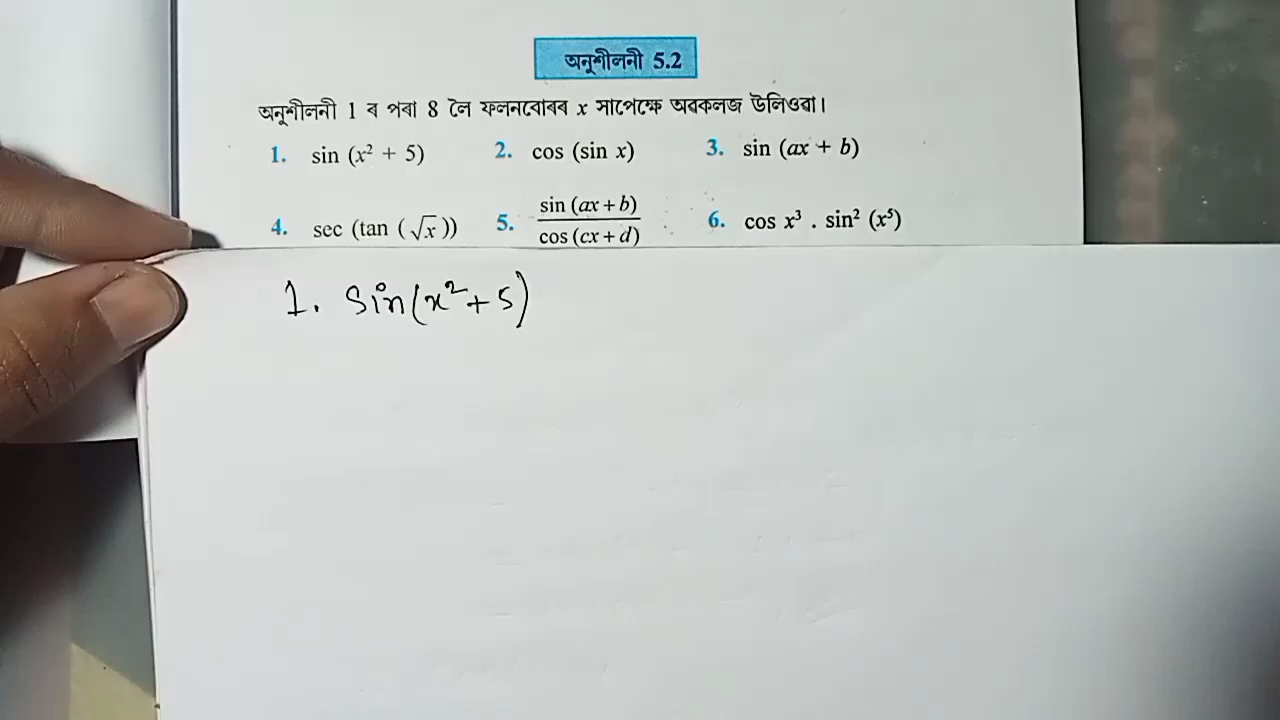 অনুশীলনী 5.2
অনুশীলনী 1 ৰ পৰা 8 লৈ ফলনবোৰৰ x সাপেক্ষে অৱকলজ উলিওৱা।
1. sin (x² + 5) 2. cos (sin x) 3. sin (ax + b)
4. sec (tan (√x)) 5. sin (ax + b) / cos (cx + d) 6. cos x³ . sin² (x⁵)
1. sin(x²+5)